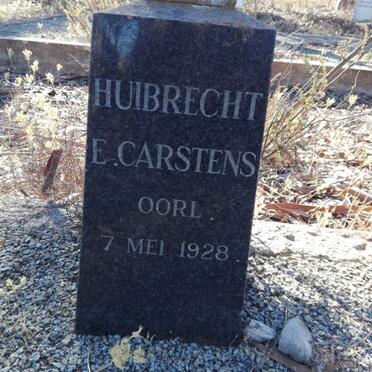 HUIBRECHT
E. CARSTENS
OORL
7 MEI 1928